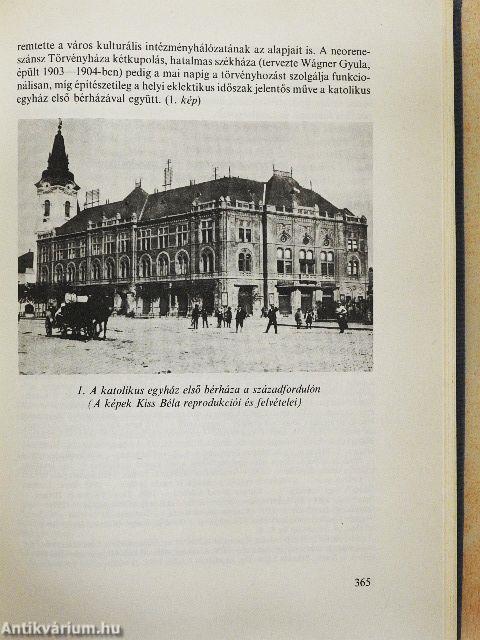 remtette a város kulturális intézményhálózatának az alapjait is. A neorene-
szánsz Törvényháza kétkupolás, hatalmas székháza (tervezte Wágner Gyula,
épült 1903—1904-ben) pedig a mai napig a törvényhozást szolgálja funkcio-
nálisan, míg építészetileg a helyi eklektikus időszak jelentős műve a katolikus
egyház első bérházával együtt. (1. kép)
1. A katolikus egyház első bérháza a századfordulón
(A képek Kiss Béla reprodukciói és felvételei)
365
Antikvárium.hu